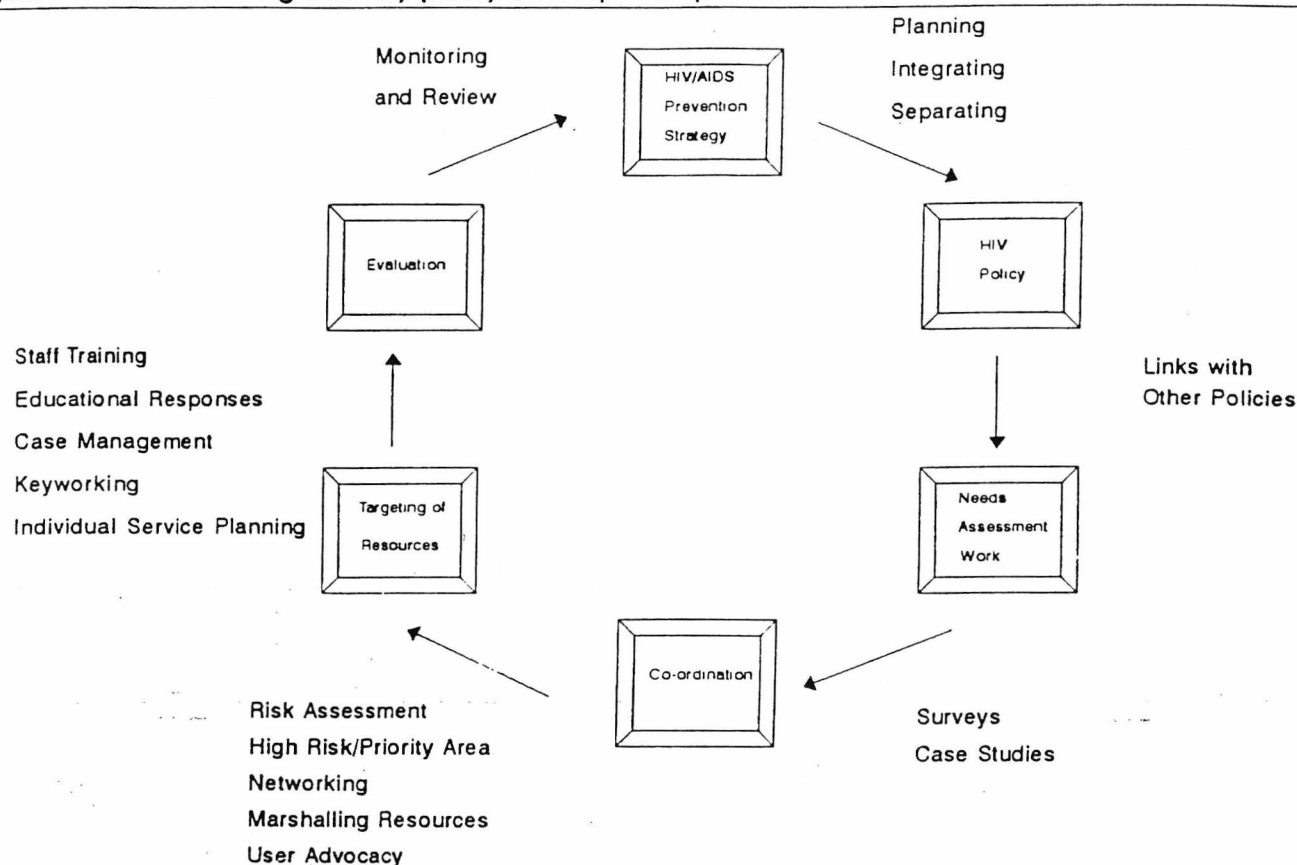 Monitoring
and Review
HIV/AIDS
Prevention
Strategy
Planning
Integrating
Separating
HIV
Policy
Links with
Other Policies
Needs
Assessment
Work
Surveys
Case Studies
Co-ordination
Risk Assessment
High Risk/Priority Area
Networking
Marshalling Resources
User Advocacy
Targeting of
Resources
Staff Training
Educational Responses
Case Management
Keyworking
Individual Service Planning
Evaluation